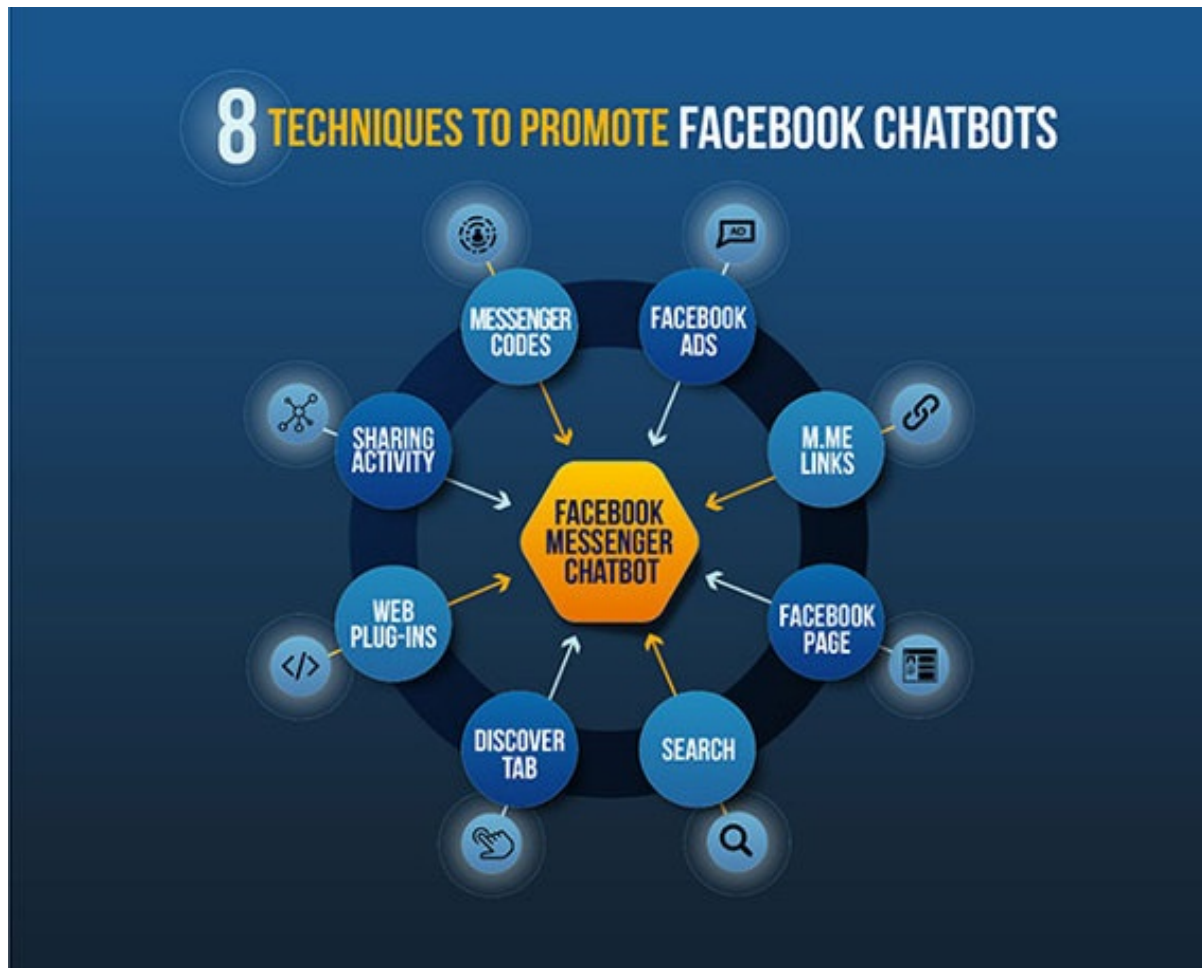 8 TECHNIQUES TO PROMOTE FACEBOOK CHATBOTS
MESSENGER
CODES
FACEBOOK
ADS
AD
SHARING
ACTIVITY
M.ME
LINKS
FACEBOOK
MESSENGER
CHATBOT
WEB
PLUG-INS
</>
FACEBOOK
PAGE
DISCOVER
TAB
SEARCH